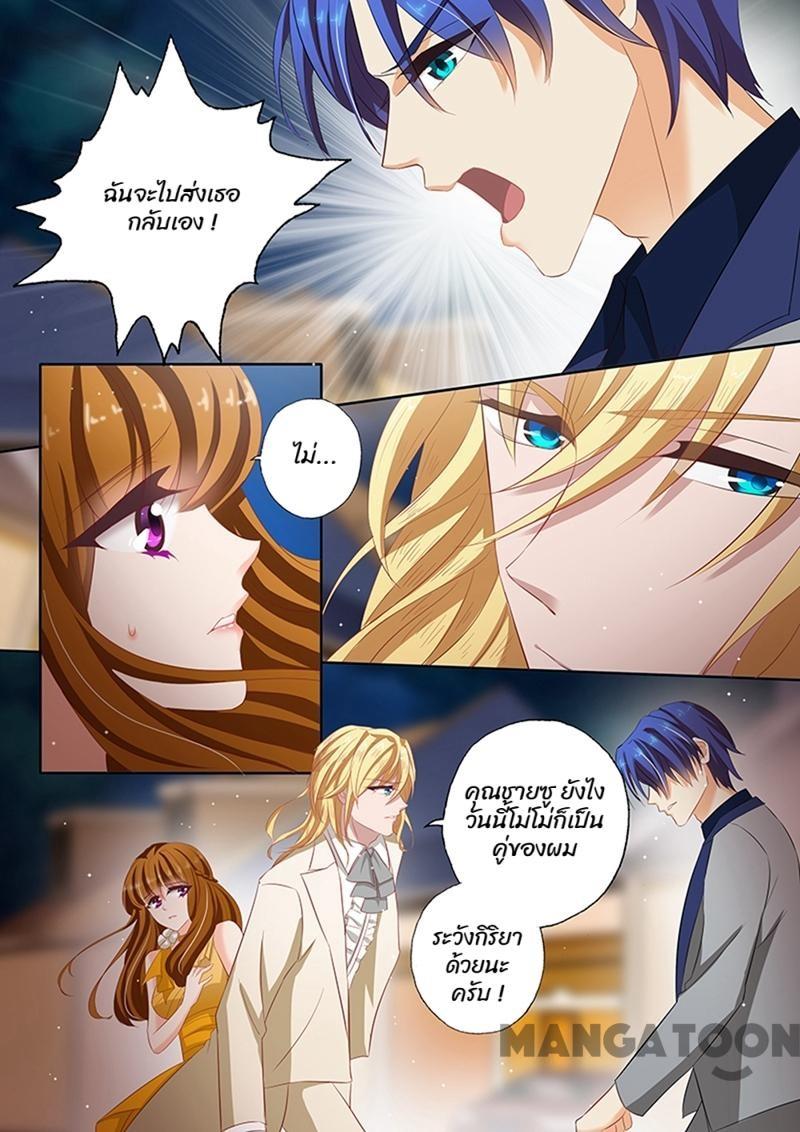 ฉันจะไปส่งเธอ
กลับเอง !
ไม่...
คุณชายซู ยังไง
วันนี้โม่โม่ก็เป็น
คู่ของผม
ระวังกิริยา
ด้วยนะ
ครับ !
MANGATOON